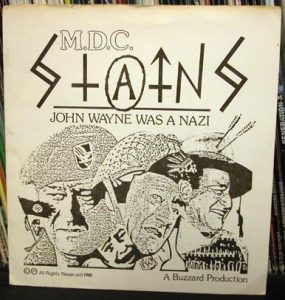 M.D.C.
STAINS
JOHN WAYNE WAS A NAZI
©℗ All Rights Reserved 1981
A Buzzard Production